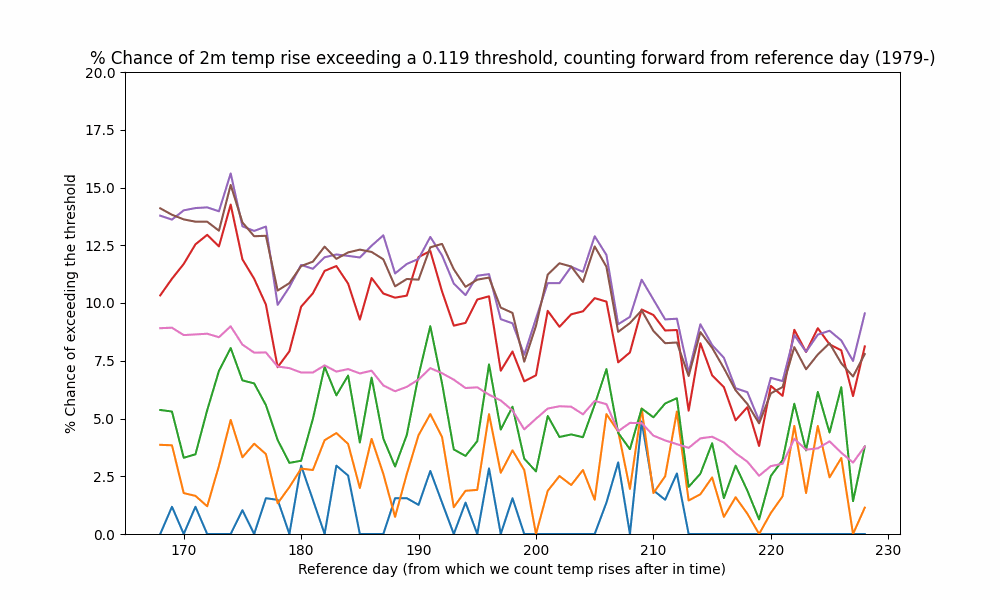 % Chance of 2m temp rise exceeding a 0.119 threshold, counting forward from reference day (1979-)
20.0
17.5
15.0
12.5
10.0
7.5
5.0
2.5
0.0
% Chance of exceeding the threshold
170 180 190 200 210 220 230
Reference day (from which we count temp rises after in time)